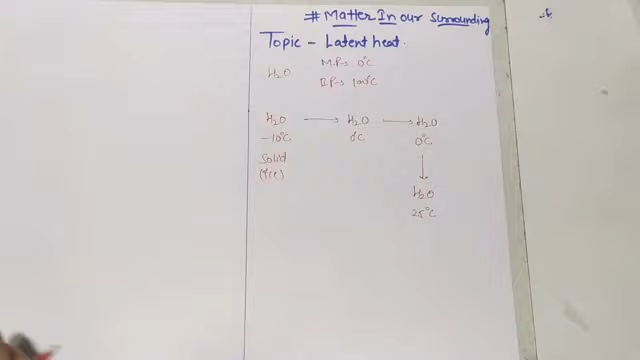 # Matter In our Surrounding
Topic - Latent heat.
H₂O
M.P → 0°C
B.P → 100°C
H₂O → H₂O → H₂O
-10°C 0°C 0°C
Solid
H₂O
25°C